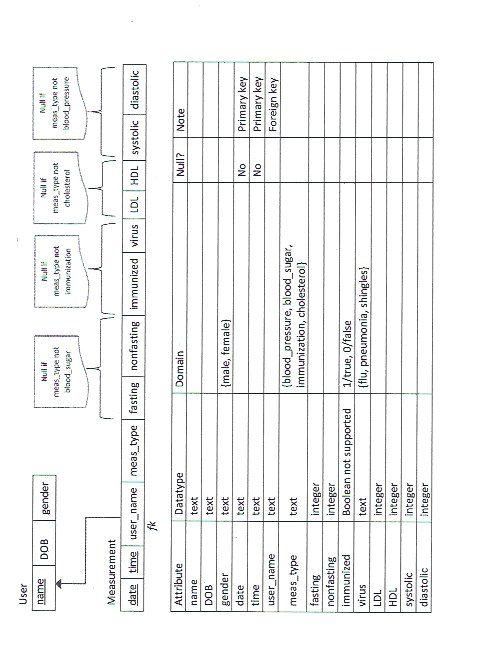 User
name DOB gender
Null if
meas_type not
blood_sugar
Null if
meas_type not
immunization
Null if
meas_type not
cholesterol
Null if
meas_type not
blood_pressure
Measurement
date time user_name meas_type fasting nonfasting immunized virus LDL HDL systolic diastolic
fk
Attribute Datatype Domain Null? Note
name text
DOB text
gender text {male, female}
date text No Primary key
time text No Primary key
user_name text Foreign key
meas_type text {blood_pressure, blood_sugar,
immunization, cholesterol}
fasting integer
nonfasting integer
immunized Boolean not supported 1/true, 0/false
virus text {flu, pneumonia, shingles}
LDL integer
HDL integer
systolic integer
diastolic integer